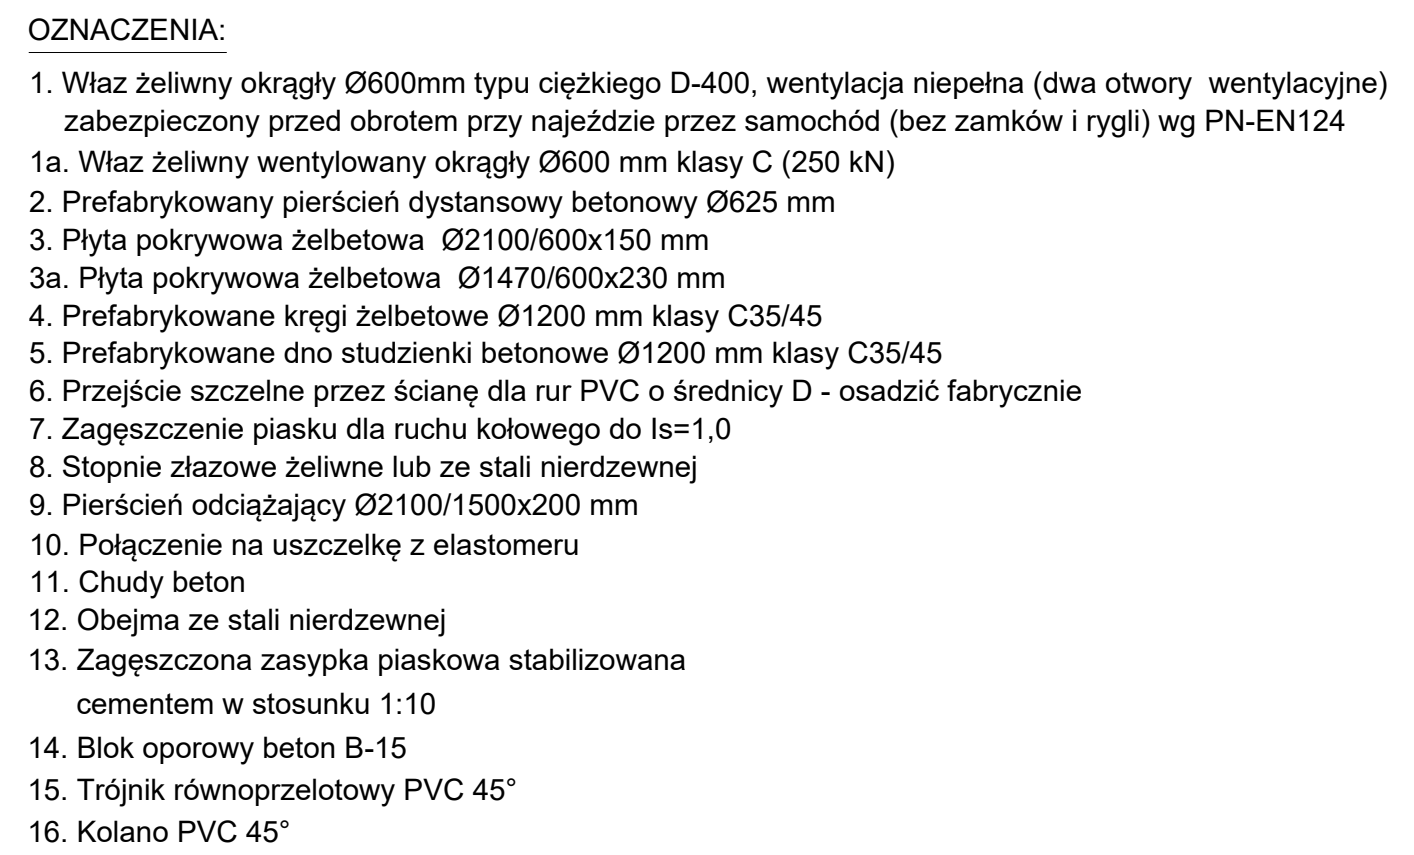 OZNACZENIA:
1. Właz żeliwny okrągły Ø600mm typu ciężkiego D-400, wentylacja niepełna (dwa otwory  wentylacyjne)
zabezpieczony przed obrotem przy najeździe przez samochód (bez zamków i rygli) wg PN-EN124
1a. Właz żeliwny wentylowany okrągły Ø600 mm klasy C (250 kN)
2. Prefabrykowany pierścień dystansowy betonowy Ø625 mm
3. Płyta pokrywowa żelbetowa  Ø2100/600x150 mm
3a. Płyta pokrywowa żelbetowa  Ø1470/600x230 mm
4. Prefabrykowane kręgi żelbetowe Ø1200 mm klasy C35/45
5. Prefabrykowane dno studzienki betonowe Ø1200 mm klasy C35/45
6. Przejście szczelne przez ścianę dla rur PVC o średnicy D - osadzić fabrycznie
7. Zagęszczenie piasku dla ruchu kołowego do Is=1,0
8. Stopnie złazowe żeliwne lub ze stali nierdzewnej
9. Pierścień odciążający Ø2100/1500x200 mm
10. Połączenie na uszczelkę z elastomeru
11. Chudy beton
12. Obejma ze stali nierdzewnej
13. Zagęszczona zasypka piaskowa stabilizowana
cementem w stosunku 1:10
14. Blok oporowy beton B-15
15. Trójnik równoprzelotowy PVC 45°
16. Kolano PVC 45°